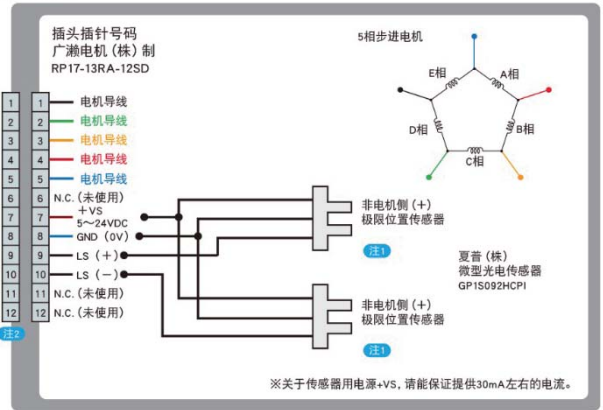 插头插针号码
广濑电机(株)制
RP17-13RA-12SD
5相步进电机
E相
A相
D相
B相
C相
1 1 电机导线
2 2 电机导线
3 3 电机导线
4 4 电机导线
5 5 电机导线
6 6 N.C.(未使用)
7 7 +VS
5~24VDC
8 8 GND(0V)
9 9 LS(+)
10 10 LS(-)
11 11 N.C.(未使用)
12 12 N.C.(未使用)
注2
非电机侧(+)
极限位置传感器
注1
夏普(株)
微型光电传感器
GP1S092HCPI
非电机侧(+)
极限位置传感器
注1
※关于传感器用电源+VS,请能保证提供30mA左右的电流。